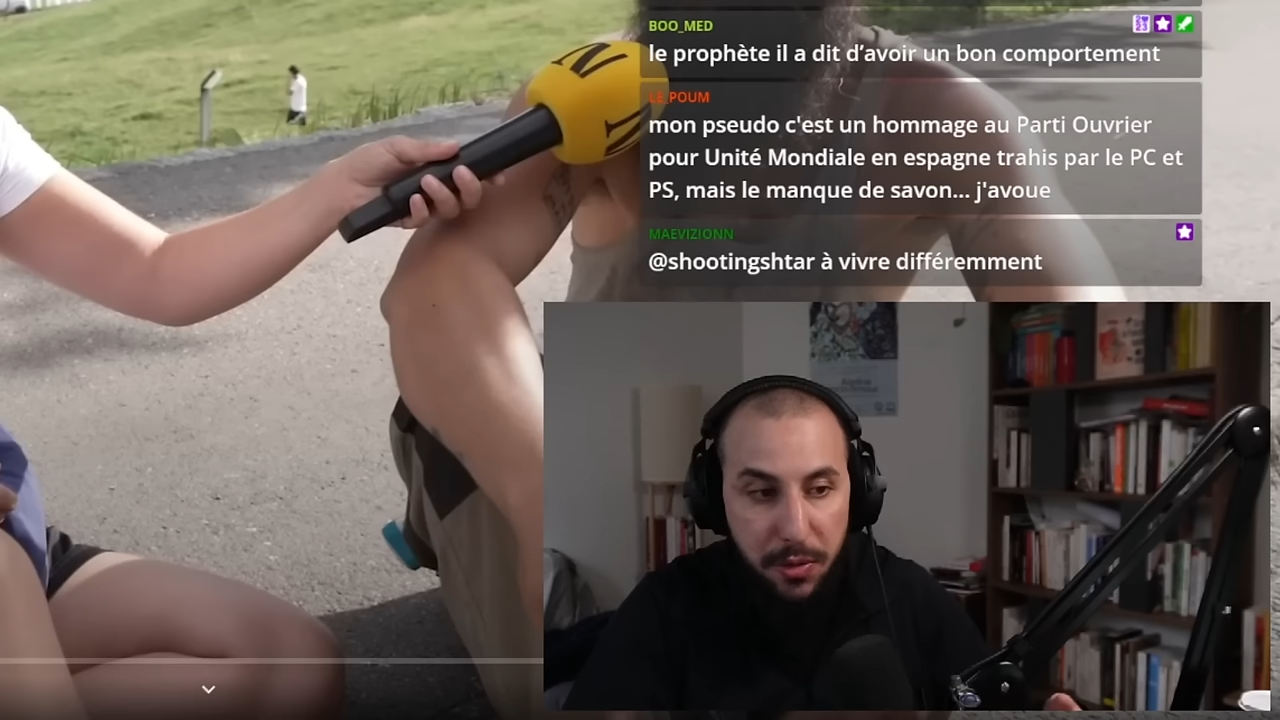 BOO_MED
le prophète il a dit d’avoir un bon comportement
LE_POUM
mon pseudo c'est un hommage au Parti Ouvrier
pour Unité Mondiale en espagne trahis par le PC et
PS, mais le manque de savon... j'avoue
MAEVIZIONN
@shootingshtar à vivre différemment